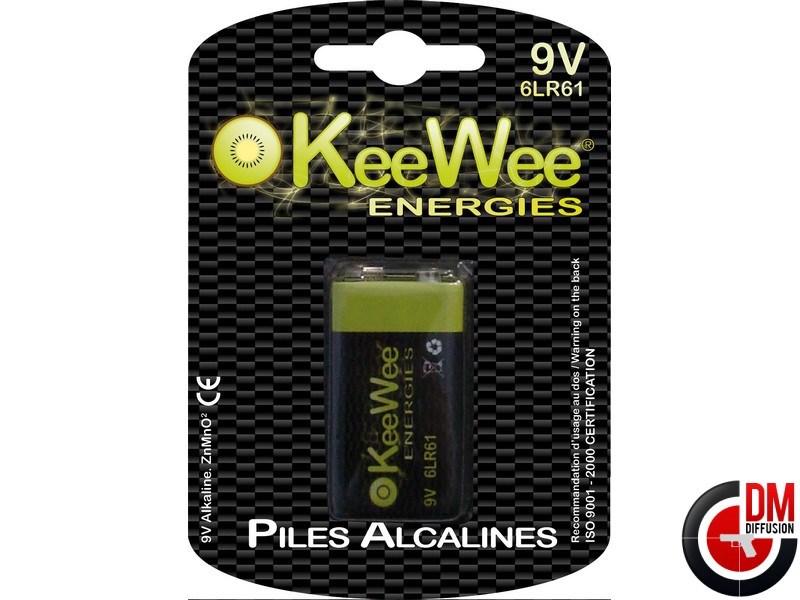 9V
6LR61
KeeWee®
ENERGIES
KeeWee
ENERGIES
9V 6LR61
9V Alkaline. ZnMnO²
CE
Recommandation d'usage au dos / Warning on the back
ISO 9001 - 2000 CERTIFICATION
PILES ALCALINES
DM
DIFFUSION